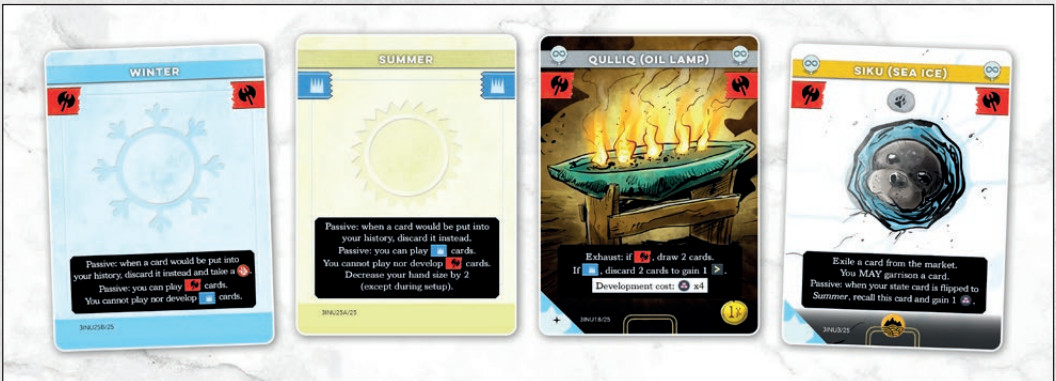 WINTER
Passive: when a card would be put into
your history, discard it instead and take a .
Passive: you can play cards.
You cannot play nor develop cards.
3INU25B/25
SUMMER
Passive: when a card would be put into
your history, discard it instead.
Passive: you can play cards.
You cannot play nor develop cards.
Decrease your hand size by 2
(except during setup).
3INU25A/25
QULLIQ (OIL LAMP)
Exhaust: if , draw 2 cards.
If , discard 2 cards to gain 1 .
Development cost: x4
3INU18/25
SIKU (SEA ICE)
Exile a card from the market.
You MAY garrison a card.
Passive: when your state card is flipped to
Summer, recall this card and gain 1 .
3INU3/25